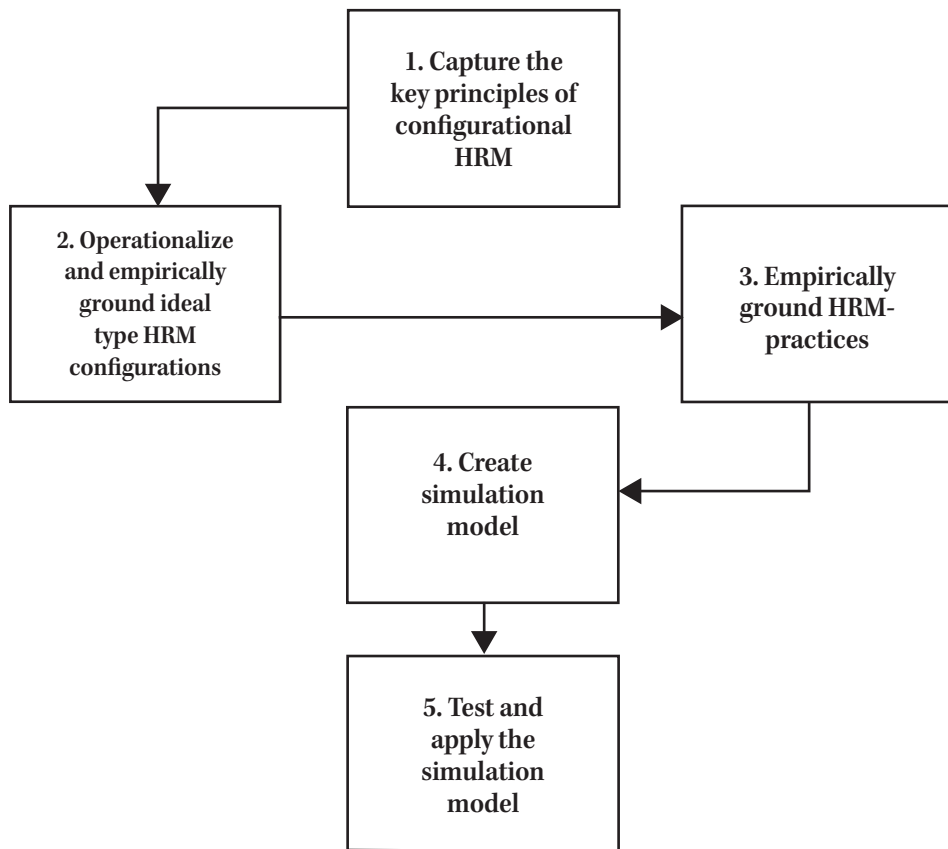 1. Capture the
key principles of
configurational
HRM
2. Operationalize
and empirically
ground ideal
type HRM
configurations
3. Empirically
ground HRM-
practices
4. Create
simulation
model
5. Test and
apply the
simulation
model